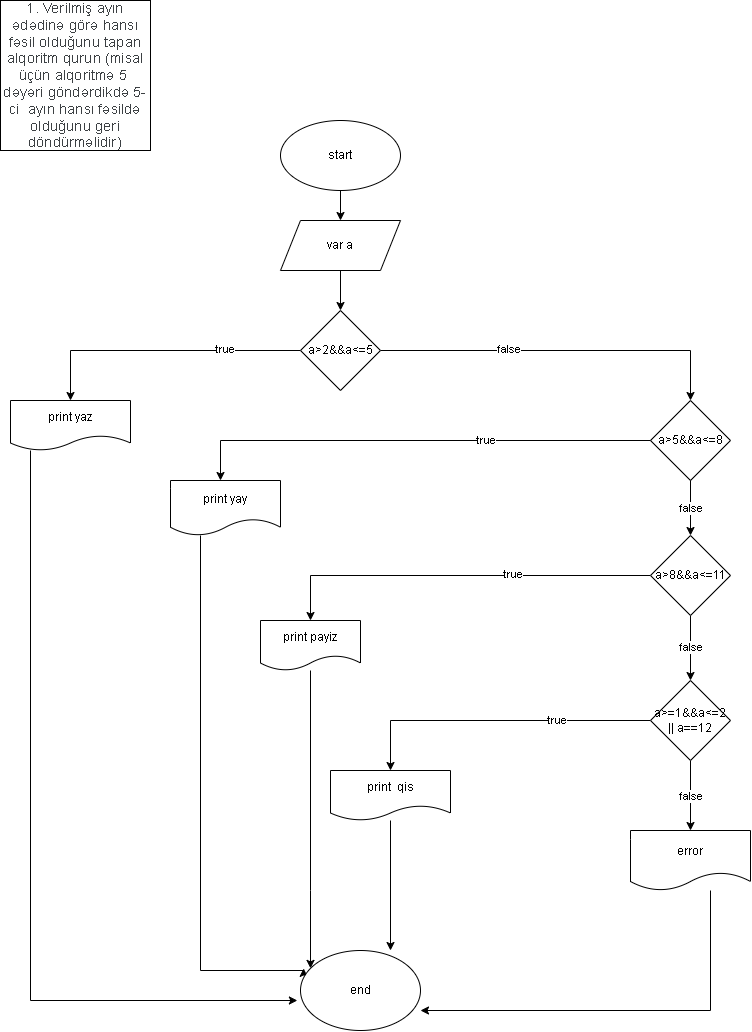 1. Verilmiş ayın
ədədinə görə hansı
fəsil olduğunu tapan
alqoritm qurun (misal
üçün alqoritmə 5
dəyəri göndərdikdə 5-
ci  ayın hansı fəsildə
olduğunu geri
döndürməlidir)
start
var a
a>2&&a<=5
true
false
print yaz
a>5&&a<=8
true
print yay
false
a>8&&a<=11
true
print payiz
false
a>=1&&a<=2
|| a==12
true
print  qis
false
error
end